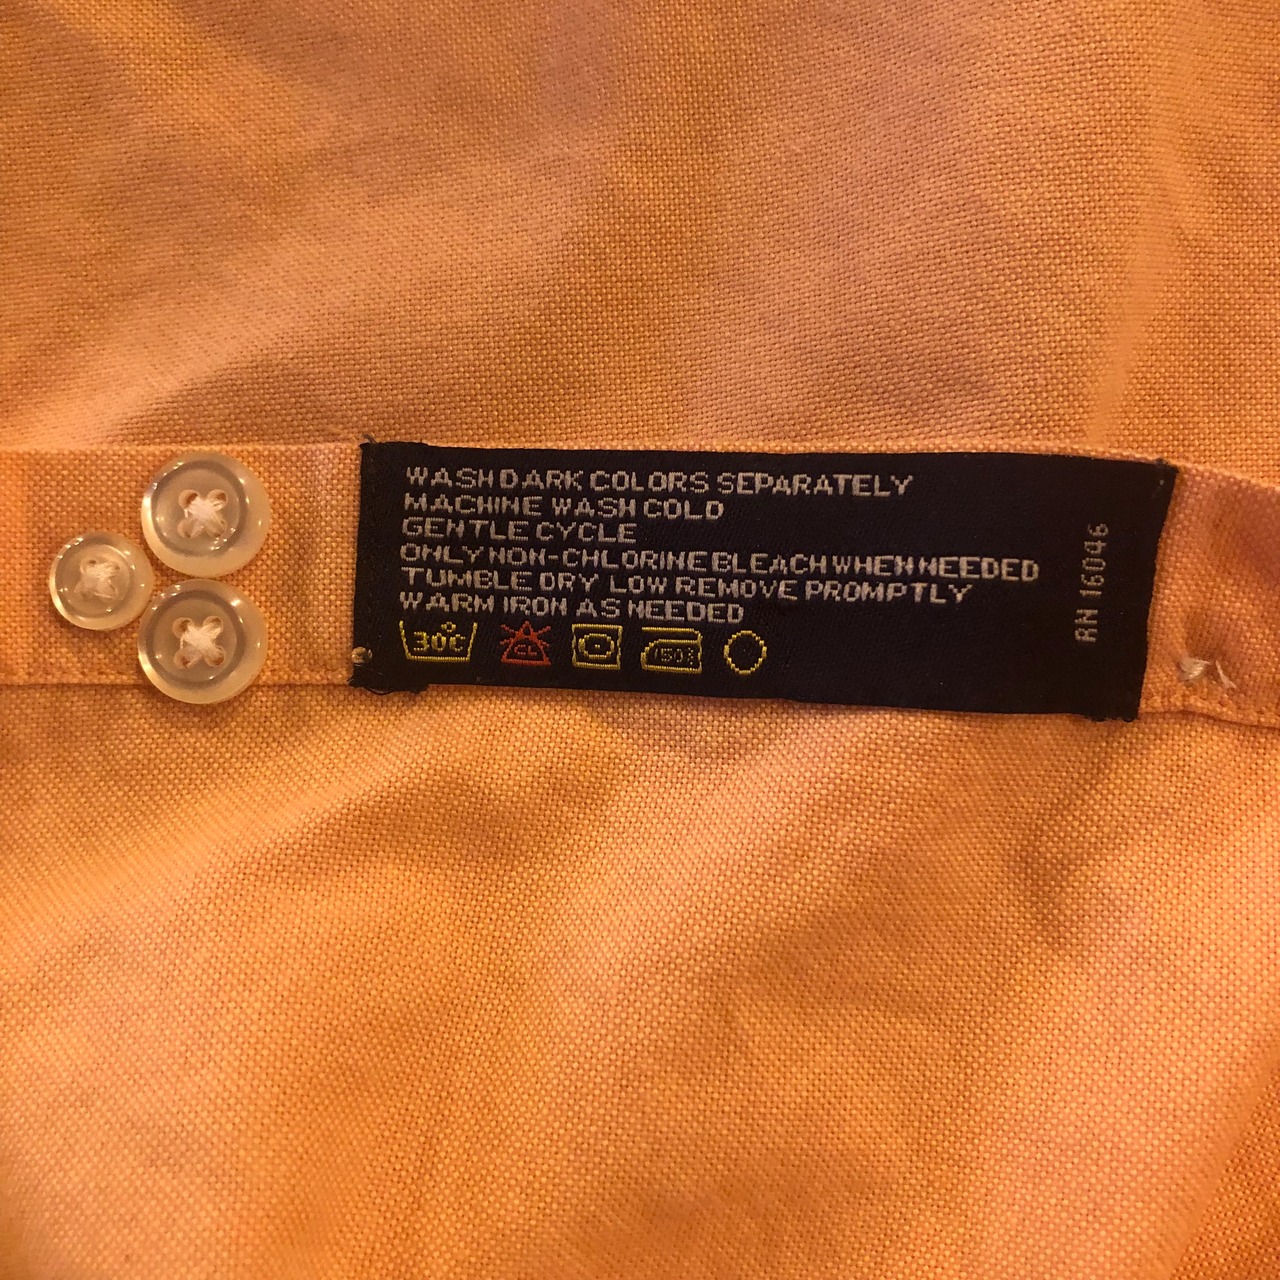 WASH DARK COLORS SEPARATELY
MACHINE WASH COLD
GENTLE CYCLE
ONLY NON-CHLORINE BLEACH WHEN NEEDED
TUMBLE DRY LOW REMOVE PROMPTLY
WARM IRON AS NEEDED
30°C CL 150°
RN 16046